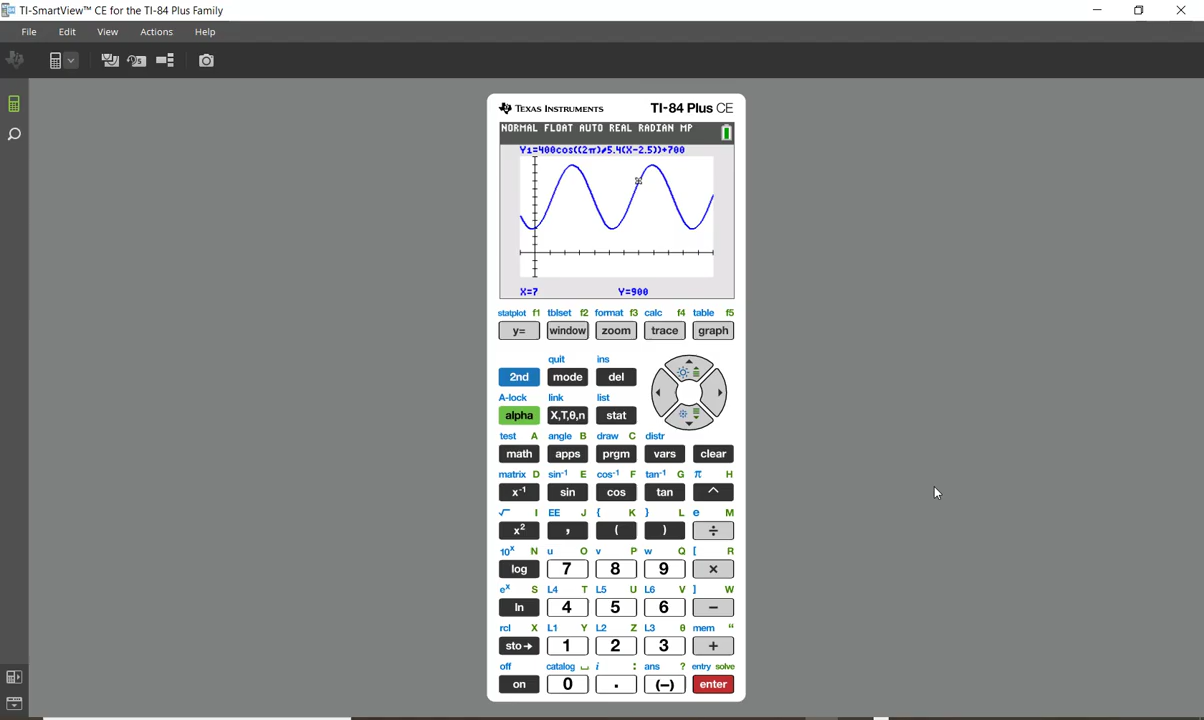 TI-SmartView™ CE for the TI-84 Plus Family
File Edit View Actions Help
TEXAS INSTRUMENTS TI-84 Plus CE
NORMAL FLOAT AUTO REAL RADIAN MP
Y1=400cos((2π)/5.4(X-2.5))+700
X=7 Y=900
statplot f1 tblset f2 format f3 calc f4 table f5
y= window zoom trace graph
quit ins
2nd mode del
A-lock link list
alpha X,T,θ,n stat
test A angle B draw C distr
math apps prgm vars clear
matrix D sin⁻¹ E cos⁻¹ F tan⁻¹ G π H
x⁻¹ sin cos tan ^
√ I EE J { K } L e M
x² , ( ) ÷
10ˣ N u O v P w Q [ R
log 7 8 9 ×
eˣ S L4 T L5 U L6 V ] W
ln 4 5 6 −
rcl X L1 Y L2 Z L3 θ mem “
sto→ 1 2 3 +
off catalog ⎵ i : ans ? entry solve
on 0 . (−) enter